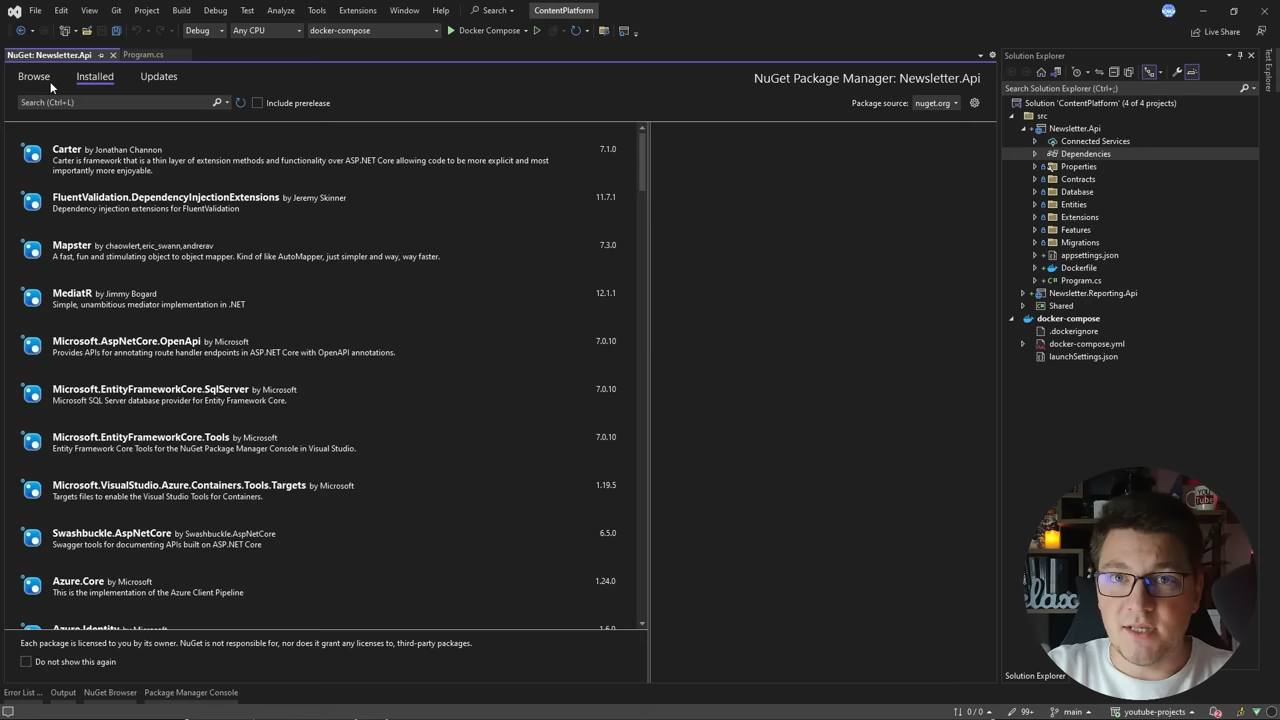 File Edit View Git Project Build Debug Test Analyze Tools Extensions Window Help Search ContentPlatform
Debug Any CPU docker-compose Docker Compose Live Share
NuGet: Newsletter.Api Program.cs
Browse Installed Updates
NuGet Package Manager: Newsletter.Api
Search (Ctrl+L) Include prerelease Package source: nuget.org
Carter by Jonathan Channon 7.1.0
Carter is framework that is a thin layer of extension methods and functionality over ASP.NET Core allowing code to be more explicit and most
importantly more enjoyable.
FluentValidation.DependencyInjectionExtensions by Jeremy Skinner 11.7.1
Dependency injection extensions for FluentValidation
Mapster by chaowlert,eric_swann,andrerav 7.3.0
A fast, fun and stimulating object to object mapper. Kind of like AutoMapper, just simpler and way, way faster.
MediatR by Jimmy Bogard 12.1.1
Simple, unambitious mediator implementation in .NET
Microsoft.AspNetCore.OpenApi by Microsoft 7.0.10
Provides APIs for annotating route handler endpoints in ASP.NET Core with OpenAPI annotations.
Microsoft.EntityFrameworkCore.SqlServer by Microsoft 7.0.10
Microsoft SQL Server database provider for Entity Framework Core.
Microsoft.EntityFrameworkCore.Tools by Microsoft 7.0.10
Entity Framework Core Tools for the NuGet Package Manager Console in Visual Studio.
Microsoft.VisualStudio.Azure.Containers.Tools.Targets by Microsoft 1.19.5
Targets files to enable the Visual Studio Tools for Containers.
Swashbuckle.AspNetCore by Swashbuckle.AspNetCore 6.5.0
Swagger tools for documenting APIs built on ASP.NET Core
Azure.Core by Microsoft 1.24.0
This is the implementation of the Azure Client Pipeline
Azure.Identity by Microsoft 1.6.0
Each package is licensed to you by its owner. NuGet is not responsible for, nor does it grant any licenses to, third-party packages.
Do not show this again
Solution Explorer
Search Solution Explorer (Ctrl+;)
Solution 'ContentPlatform' (4 of 4 projects)
src
Newsletter.Api
Connected Services
Dependencies
Properties
Contracts
Database
Entities
Extensions
Features
Migrations
appsettings.json
Dockerfile
Program.cs
Newsletter.Reporting.Api
Shared
docker-compose
.dockerignore
docker-compose.yml
launchSettings.json
Test Explorer
You
Tube
relax
Solution Explorer
Error List ... Output NuGet Browser Package Manager Console
0 / 0 99+ main youtube-projects 2